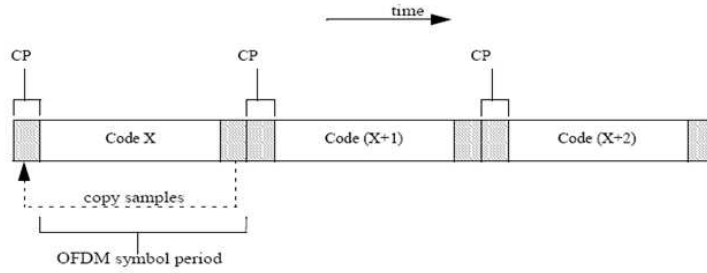 time
CP
CP
CP
Code X
Code (X+1)
Code (X+2)
copy samples
OFDM symbol period